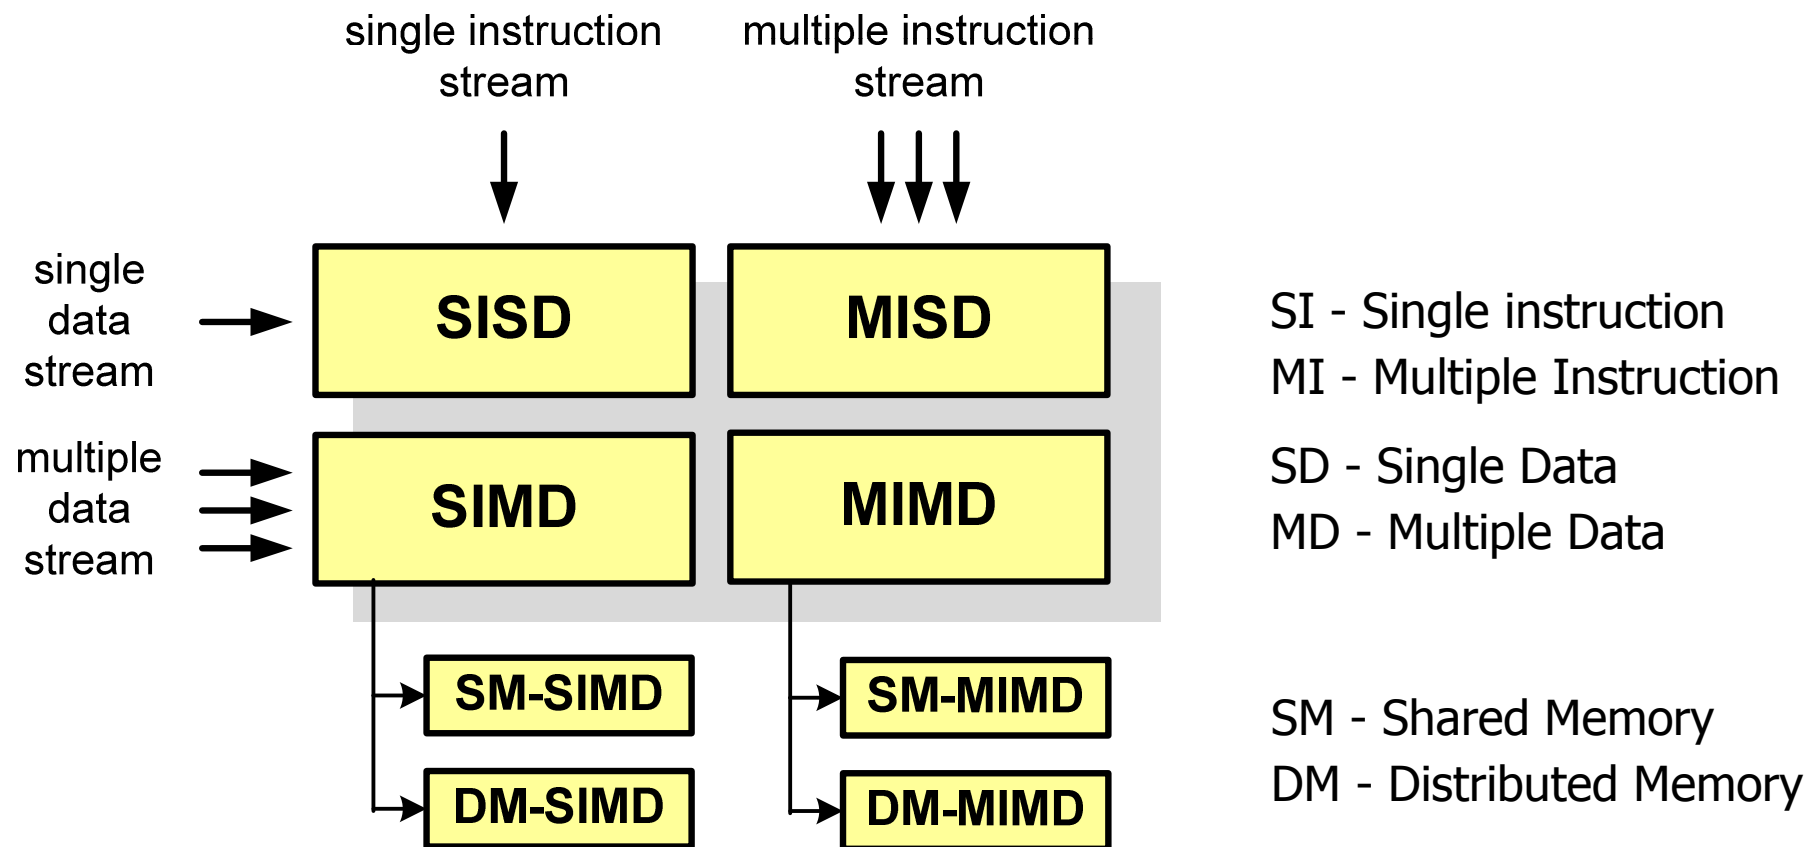 single instruction
stream
multiple instruction
stream
single
data
stream
SISD
MISD
SI - Single instruction
MI - Multiple Instruction
multiple
data
stream
SIMD
MIMD
SD - Single Data
MD - Multiple Data
SM-SIMD
SM-MIMD
SM - Shared Memory
DM-SIMD
DM-MIMD
DM - Distributed Memory